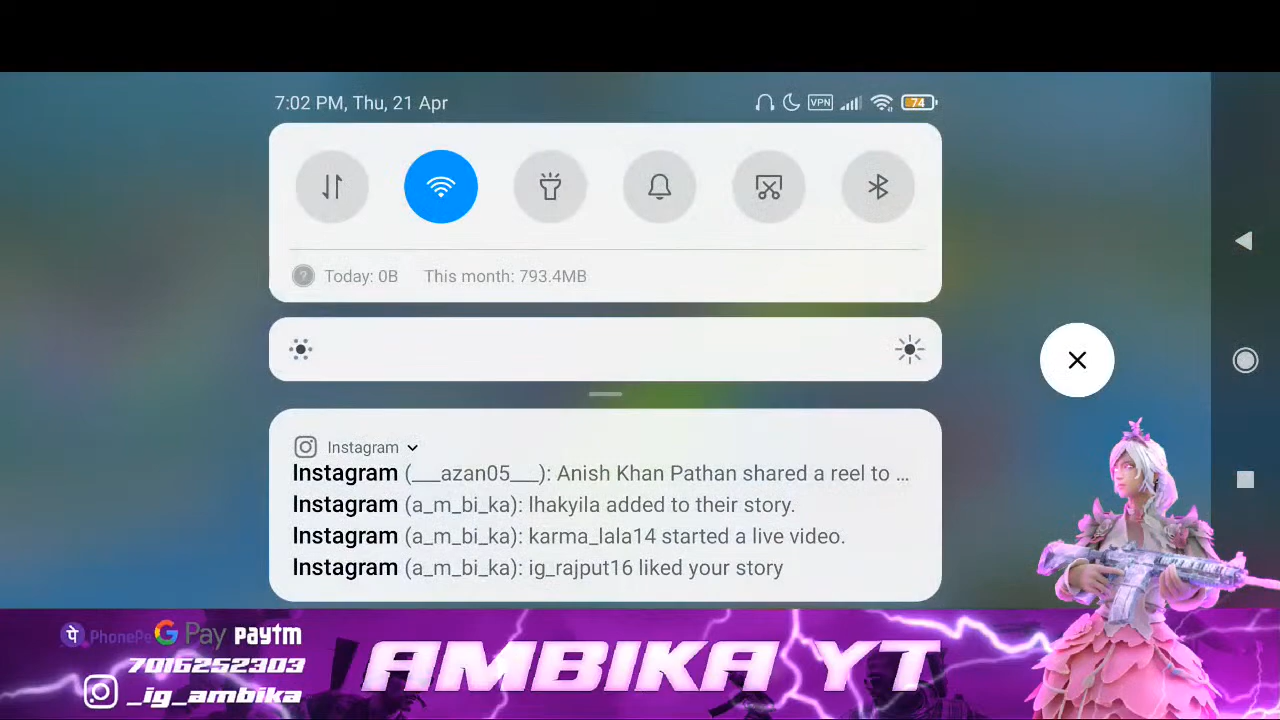 7:02 PM, Thu, 21 Apr
VPN
74
Today: 0B This month: 793.4MB
Instagram
Instagram (___azan05___): Anish Khan Pathan shared a reel to ...
Instagram (a_m_bi_ka): lhakyila added to their story.
Instagram (a_m_bi_ka): karma_lala14 started a live video.
Instagram (a_m_bi_ka): ig_rajput16 liked your story
पे PhonePe G Pay paytm
7016252303
_ig_ambika
AMBIKA YT